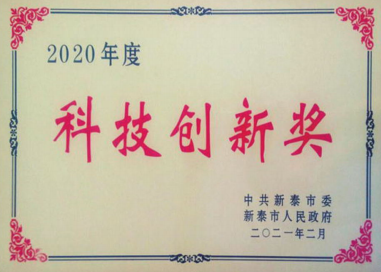 2020年度
科技创新奖
中共新泰市委
新泰市人民政府
二〇二一年二月